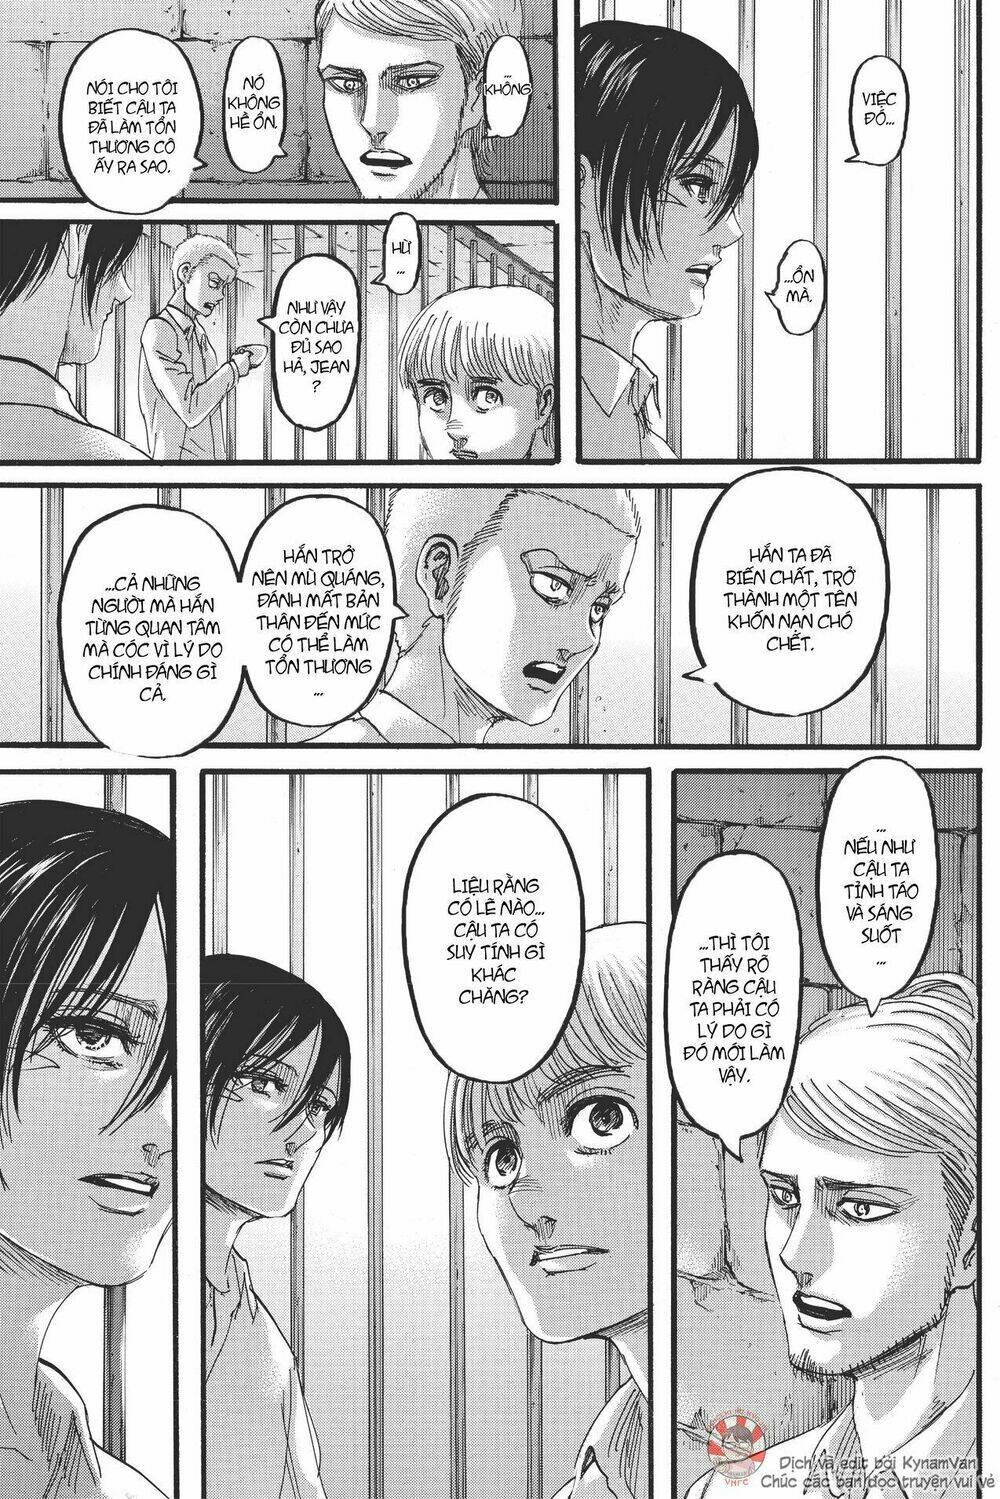 VIỆC
ĐÓ...
...ỔN
MÀ.
...
KHÔNG
NÓ
KHÔNG
HỀ ỔN.
NÓI CHO TÔI
BIẾT CẬU TA
ĐÃ LÀM TỔN
THƯƠNG CÔ
ẤY RA SAO.
HỪ
...
NHƯ VẬY
CÒN CHƯA
ĐỦ SAO
HẢ, JEAN
?
HẮN TA ĐÃ
BIẾN CHẤT, TRỞ
THÀNH MỘT TÊN
KHỐN NẠN CHÓ
CHẾT.
HẮN TRỞ
NÊN MÙ QUÁNG,
ĐÁNH MẤT BẢN
THÂN ĐẾN MỨC
CÓ THỂ LÀM
TỔN THƯƠNG
...
...CẢ NHỮNG
NGƯỜI MÀ HẮN
TỪNG QUAN TÂM
MÀ CÓC VÌ LÝ DO
CHÍNH ĐÁNG GÌ
CẢ.
...
NẾU NHƯ
CẬU TA
TỈNH TÁO
VÀ SÁNG
SUỐT
...
...THÌ TÔI
THẤY RÕ
RÀNG CẬU
TA PHẢI CÓ
LÝ DO GÌ
ĐÓ MỚI LÀM
VẬY.
LIỆU RẰNG
CÓ LẼ NÀO...
CẬU TA CÓ
SUY TÍNH GÌ
KHÁC
CHĂNG?
VHFC
Dịch và edit bởi KynamVan
Chúc các bạn đọc truyện vui vẻ